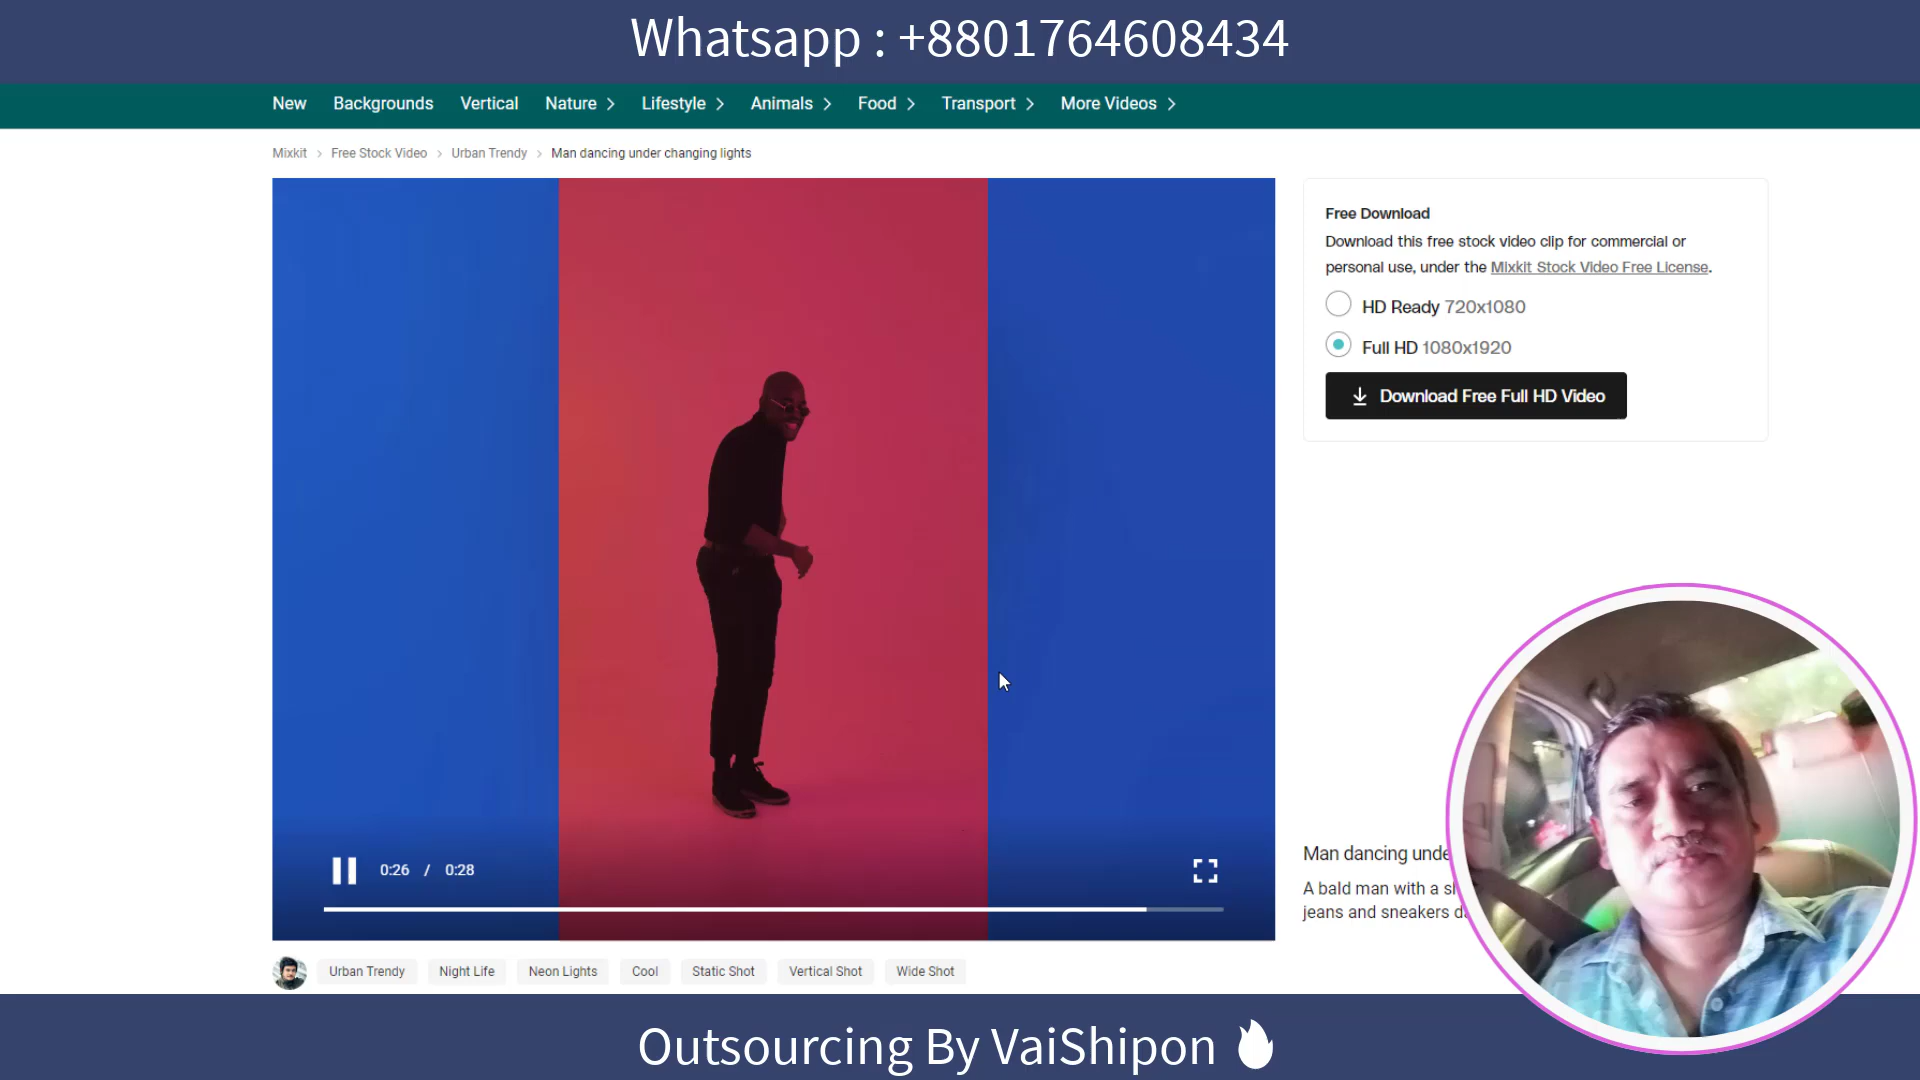 Whatsapp : +8801764608434
New Backgrounds Vertical Nature Lifestyle Animals Food Transport More Videos
Mixkit > Free Stock Video > Urban Trendy > Man dancing under changing lights
Free Download
Download this free stock video clip for commercial or
personal use, under the Mixkit Stock Video Free License.
HD Ready 720x1080
Full HD 1080x1920
Download Free Full HD Video
0:26 / 0:28
Man dancing unde
A bald man with a
jeans and sneakers
Urban Trendy Night Life Neon Lights Cool Static Shot Vertical Shot Wide Shot
Outsourcing By VaiShipon